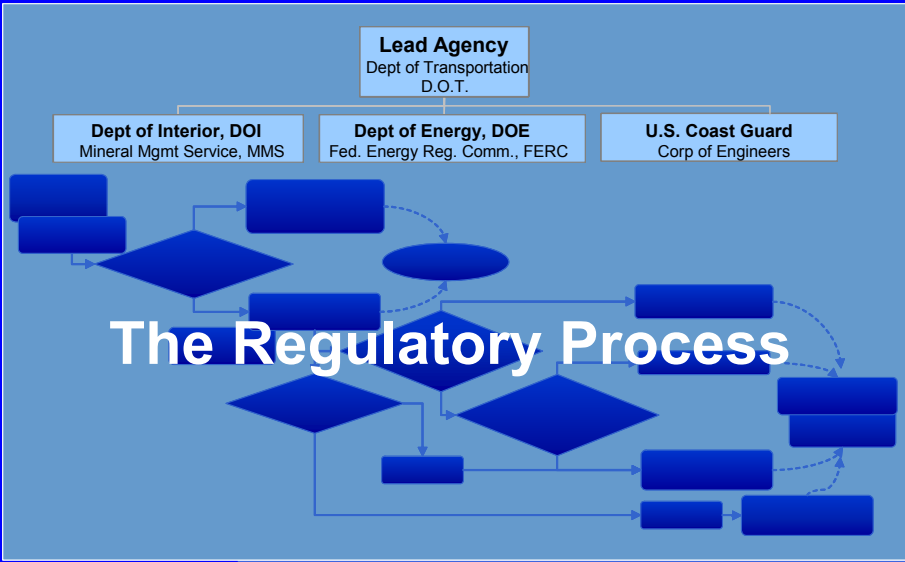 Lead Agency
Dept of Transportation
D.O.T.
Dept of Interior, DOI
Mineral Mgmt Service, MMS
Dept of Energy, DOE
Fed. Energy Reg. Comm., FERC
U.S. Coast Guard
Corp of Engineers
The Regulatory Process